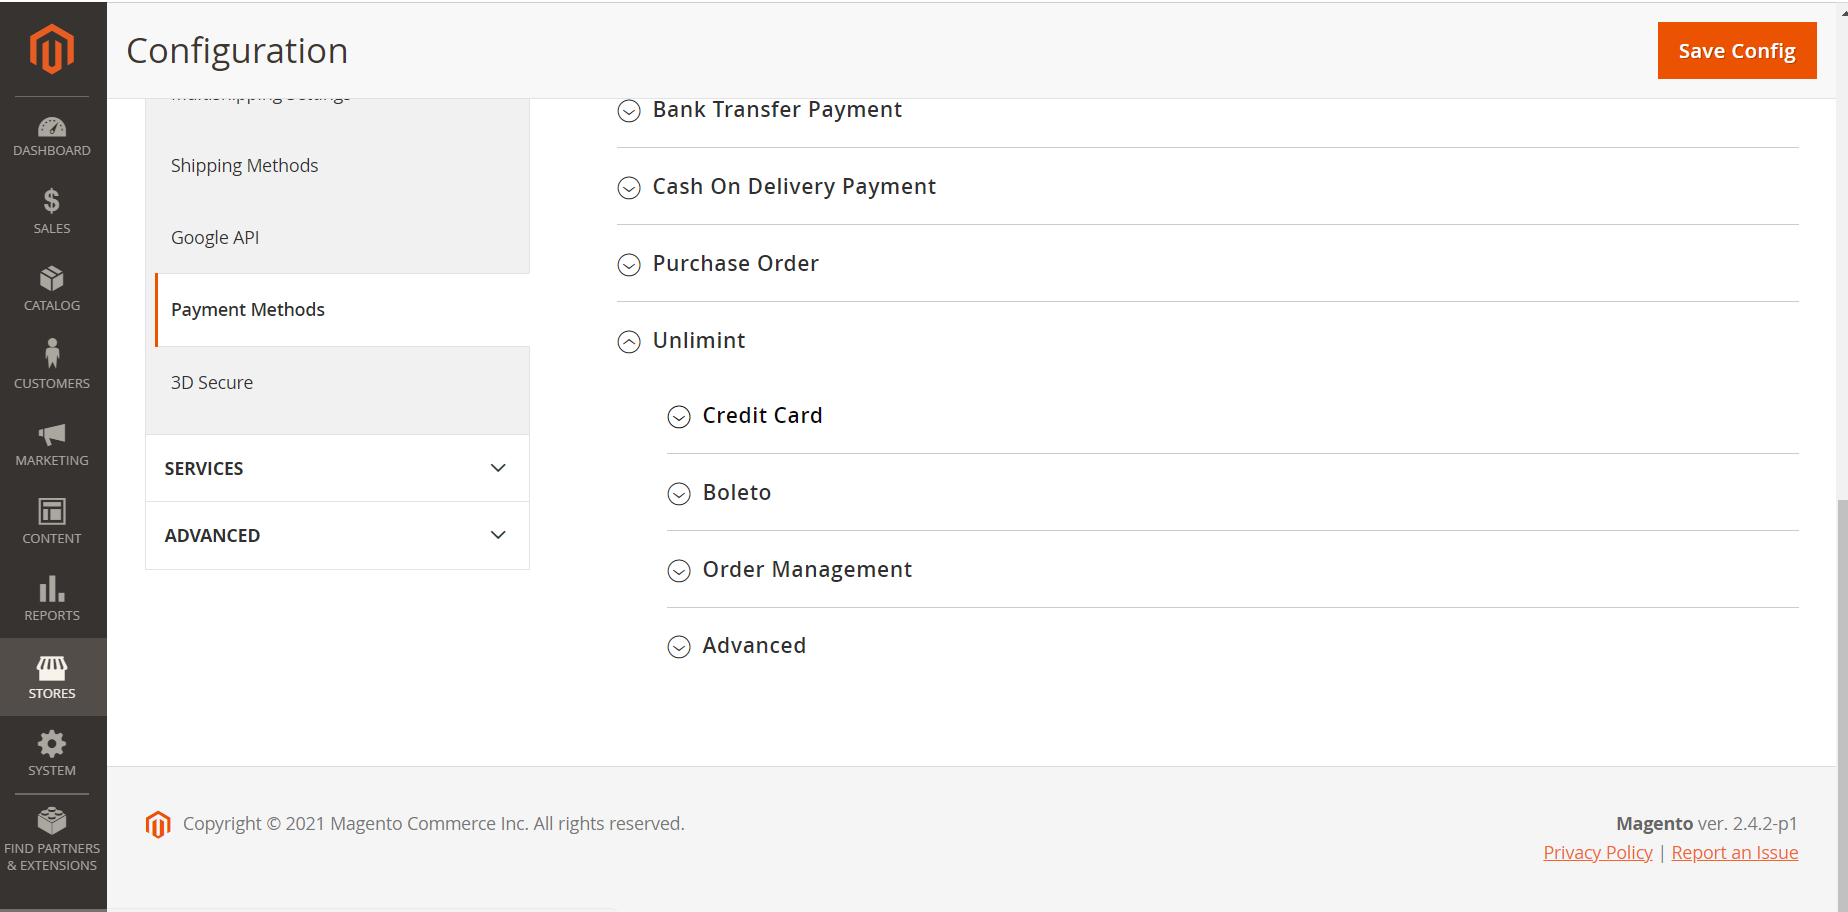 Configuration
Save Config
DASHBOARD
SALES
CATALOG
CUSTOMERS
MARKETING
CONTENT
REPORTS
STORES
SYSTEM
FIND PARTNERS
& EXTENSIONS
Multishipping Settings
Shipping Methods
Google API
Payment Methods
3D Secure
SERVICES
ADVANCED
Bank Transfer Payment
Cash On Delivery Payment
Purchase Order
Unlimint
Credit Card
Boleto
Order Management
Advanced
Copyright © 2021 Magento Commerce Inc. All rights reserved.
Magento ver. 2.4.2-p1
Privacy Policy | Report an Issue